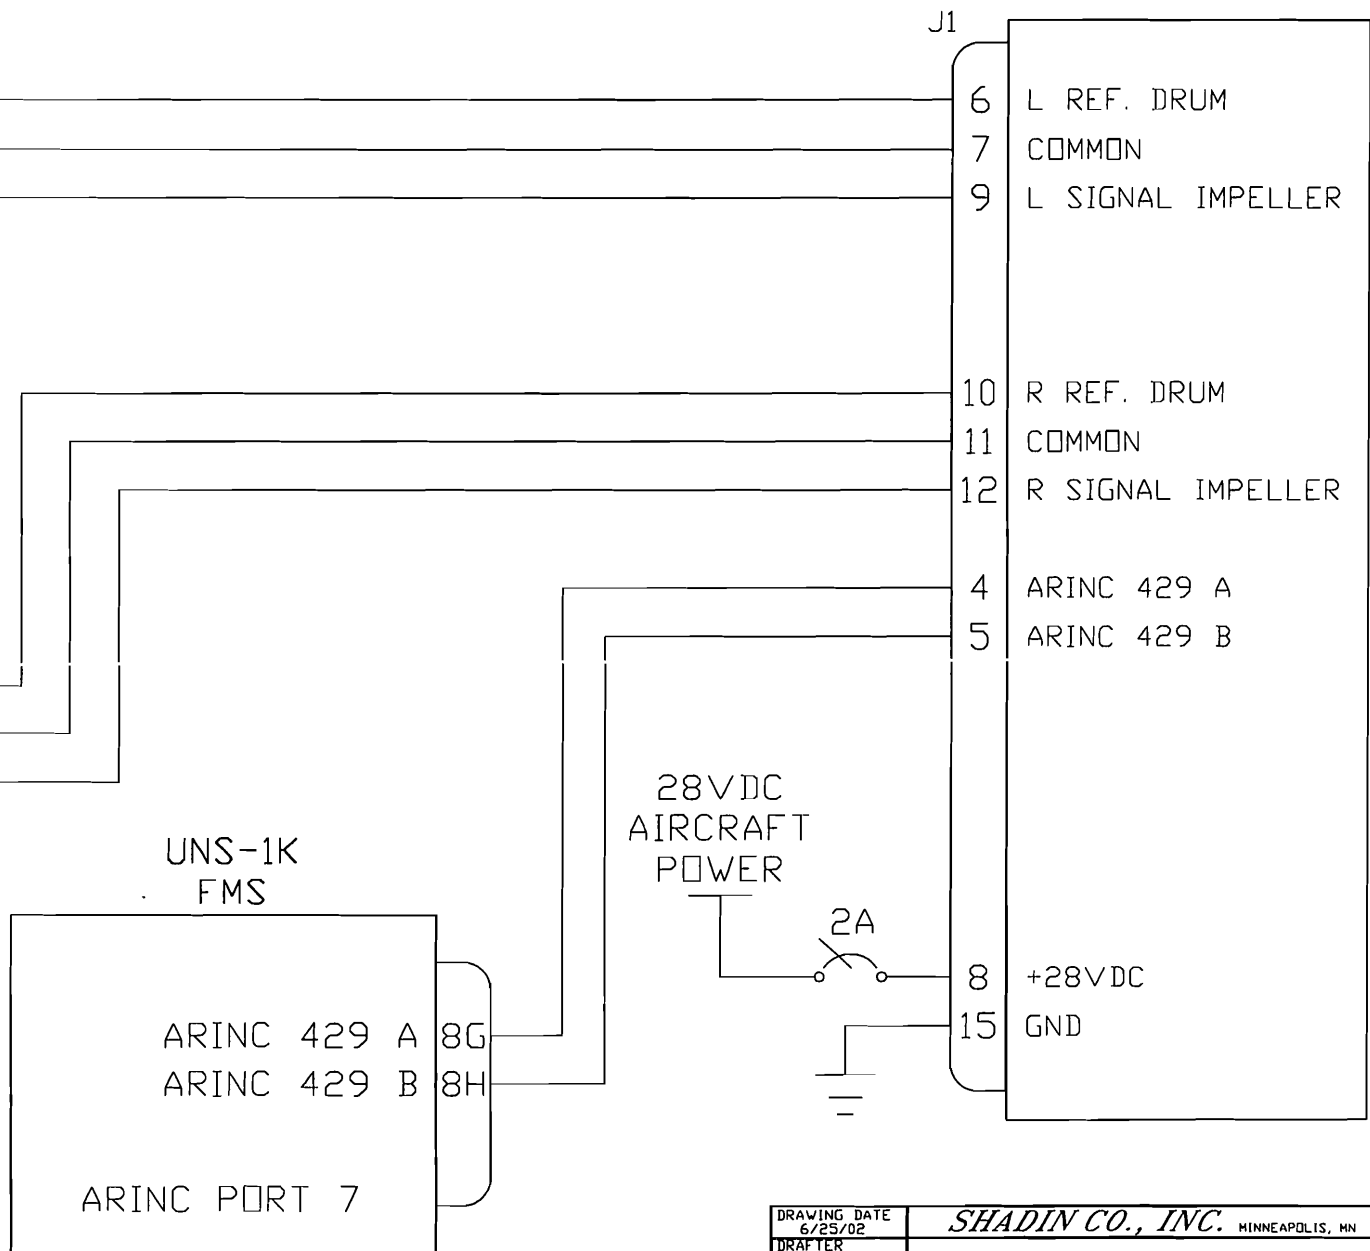 J1
6 L REF. DRUM
7 COMMON
9 L SIGNAL IMPELLER
10 R REF. DRUM
11 COMMON
12 R SIGNAL IMPELLER
4 ARINC 429 A
5 ARINC 429 B
28VDC
AIRCRAFT
POWER
2A
8 +28VDC
15 GND
UNS-1K
FMS
ARINC 429 A 8G
ARINC 429 B 8H
ARINC PORT 7
DRAWING DATE
6/25/02
SHADIN CO., INC. MINNEAPOLIS, MN
DRAFTER